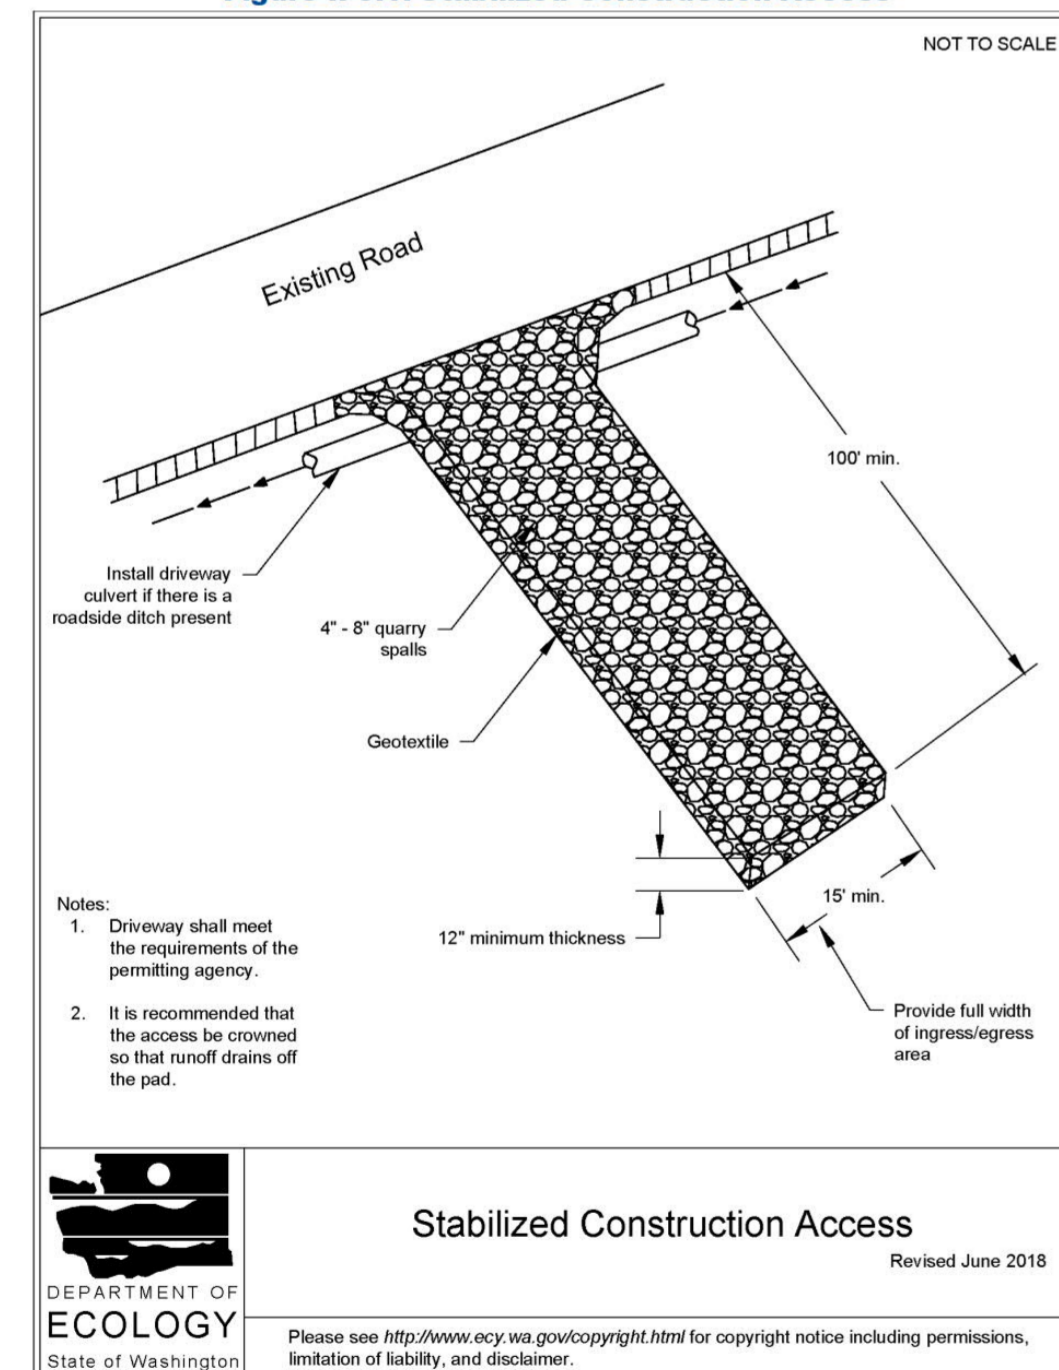 NOT TO SCALE
Existing Road
100' min.
Install driveway
culvert if there is a
roadside ditch present
4" - 8" quarry
spalls
Geotextile
15' min.
12" minimum thickness
Provide full width
of ingress/egress
area
Notes:
1. Driveway shall meet
the requirements of the
permitting agency.
2. It is recommended that
the access be crowned
so that runoff drains off
the pad.
DEPARTMENT OF
ECOLOGY
State of Washington
Stabilized Construction Access
Revised June 2018
Please see http://www.ecy.wa.gov/copyright.html for copyright notice including permissions,
limitation of liability, and disclaimer.